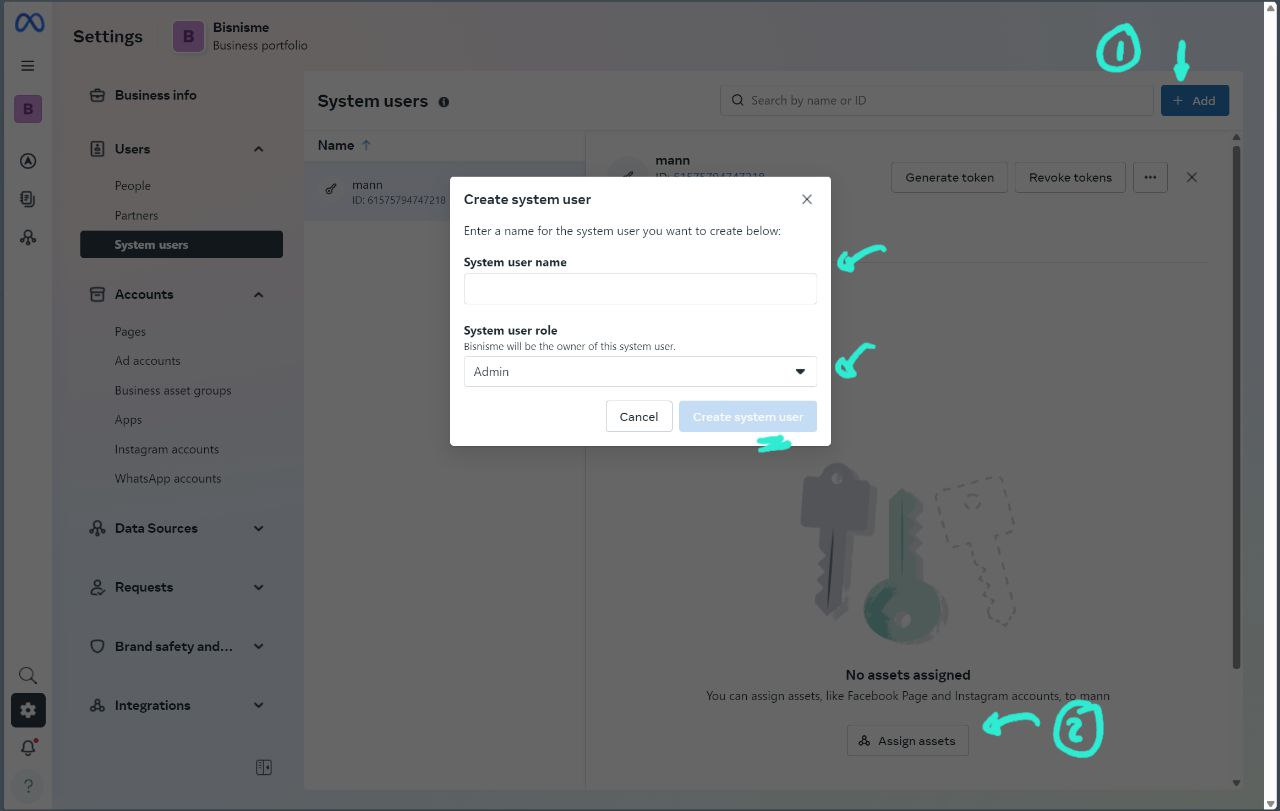 Settings
B
Bisnisme
Business portfolio
1
B
Business info
Users
People
Partners
System users
Accounts
Pages
Ad accounts
Business asset groups
Apps
Instagram accounts
WhatsApp accounts
Data Sources
Requests
Brand safety and...
Integrations
?
System users
Search by name or ID
+ Add
Name ↑
mann
ID: 61575794747218
mann
ID: 61575794747218
Generate token
Revoke tokens
...
Create system user
Enter a name for the system user you want to create below:
System user name
System user role
Bisnisme will be the owner of this system user.
Admin
Cancel
Create system user
No assets assigned
You can assign assets, like Facebook Page and Instagram accounts, to mann
Assign assets
2